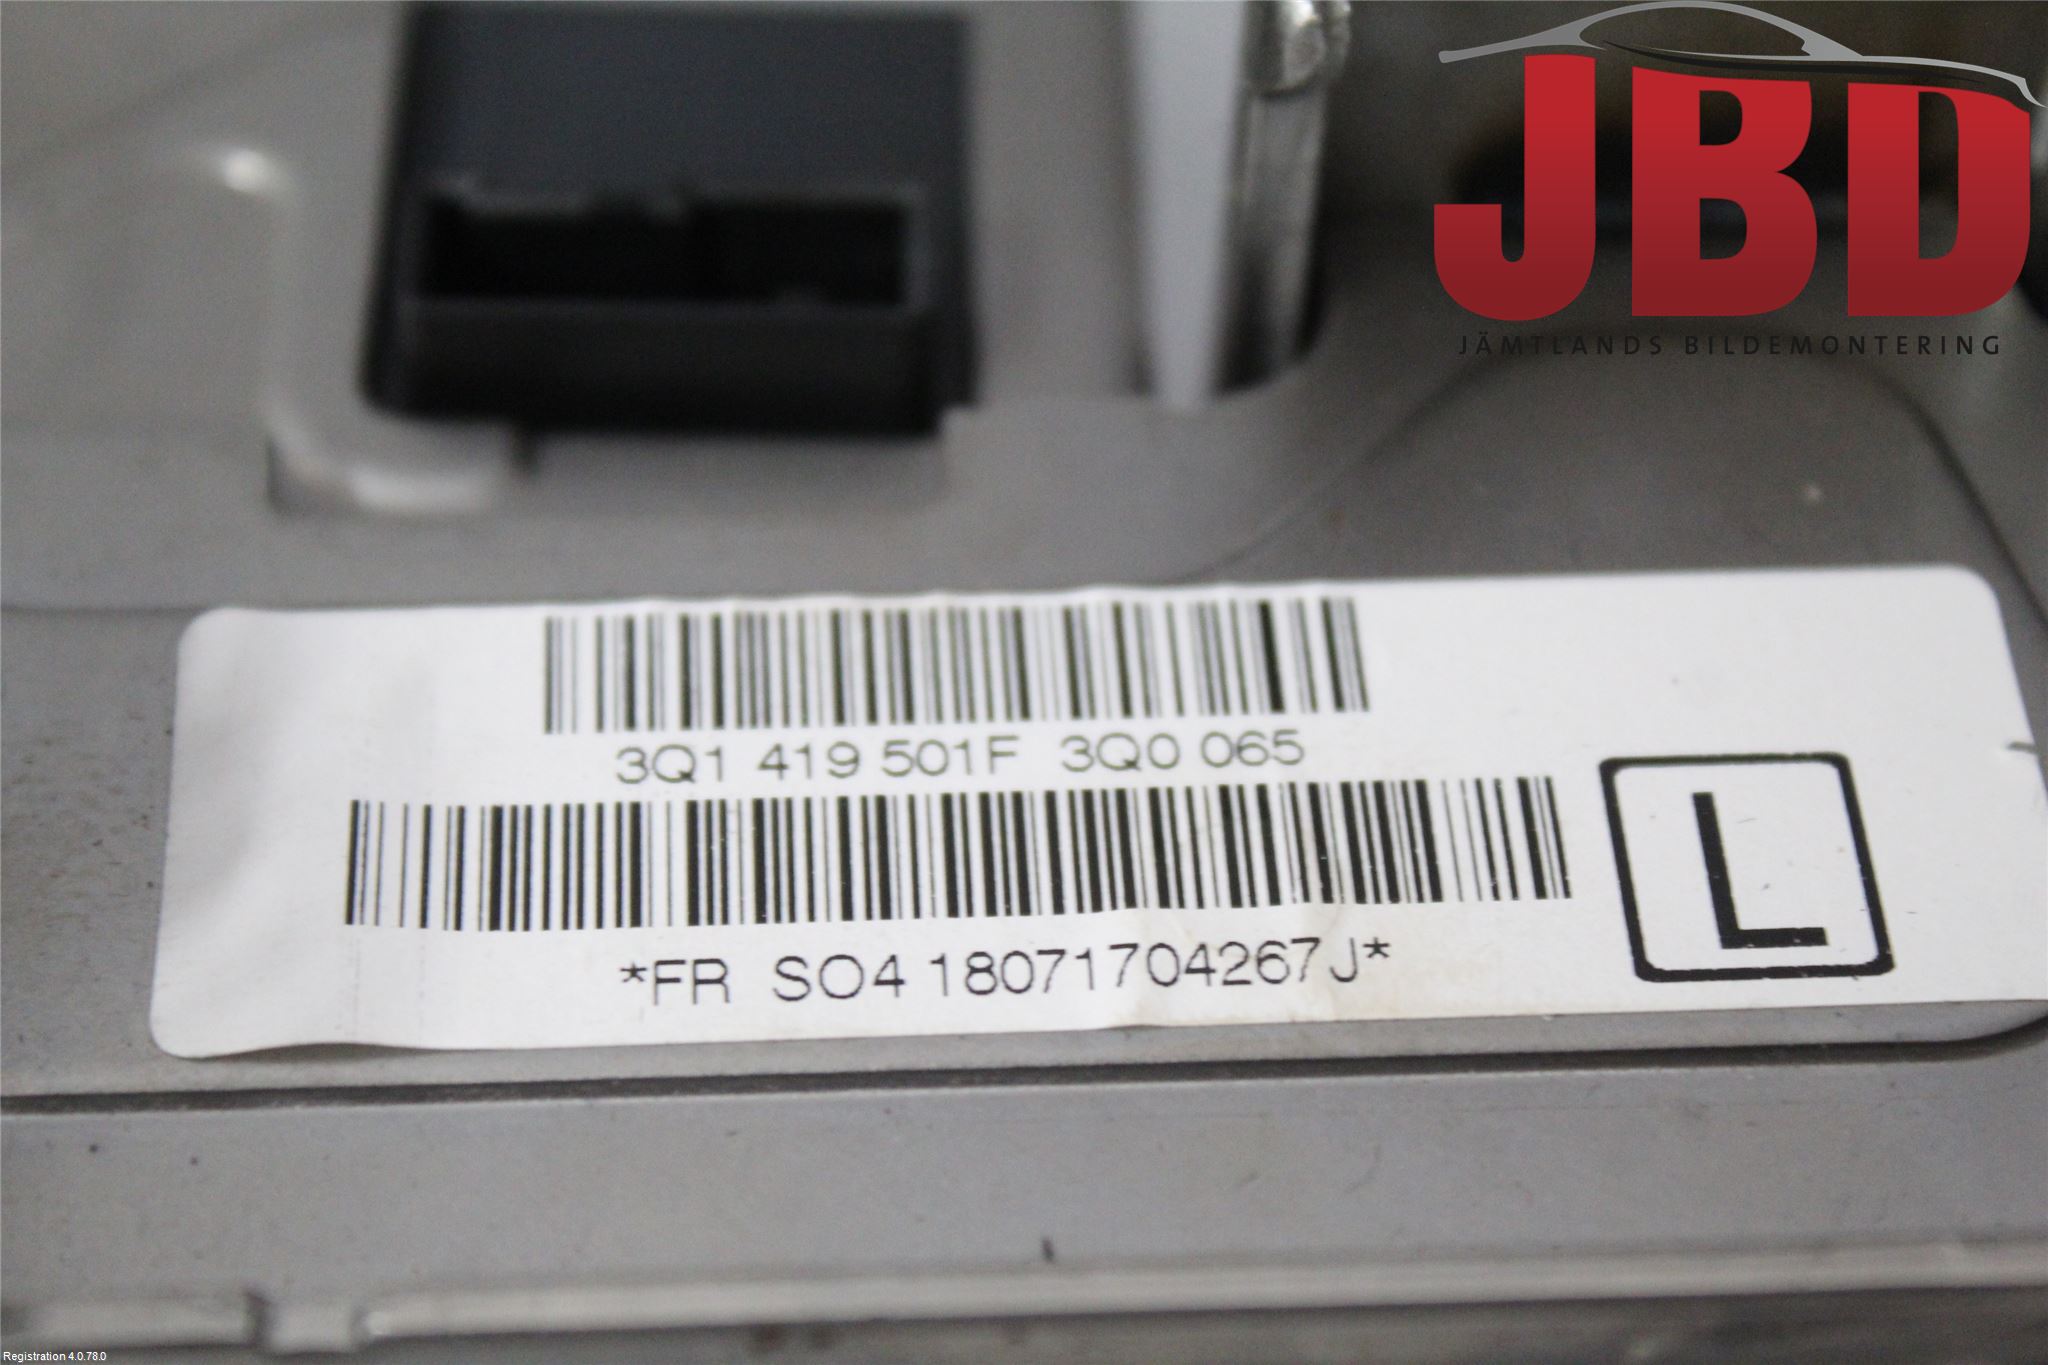 JBD
JÄMTLANDS BILDEMONTERING
3Q1 419 501F 3Q0 065
L
*FR SO4 18071704267J*
Registration 4.0.78.0